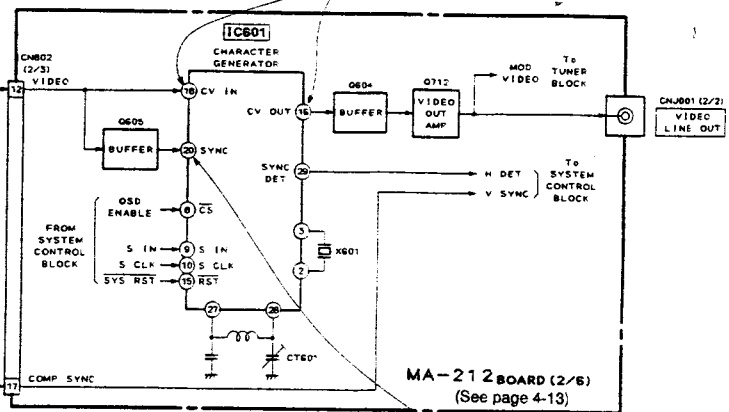 IC601
CHARACTER
GENERATOR
CN602
(2/3)
VIDEO
12
18
CV IN
CV OUT
Q604
BUFFER
Q712
VIDEO
OUT
AMP
MOD
VIDEO
To
TUNER
BLOCK
CNJ001 (2/2)
VIDEO
LINE OUT
Q605
BUFFER
20
SYNC
SYNC
DET
29
H DET
V SYNC
To
SYSTEM
CONTROL
BLOCK
FROM
SYSTEM
CONTROL
BLOCK
OSD
ENABLE
8
CS
S IN
9
S IN
S CLK
10
S CLK
SYS RST
15
RST
3
2
X601
27
28
17
COMP SYNC
MA-212 BOARD (2/6)
(See page 4-13)